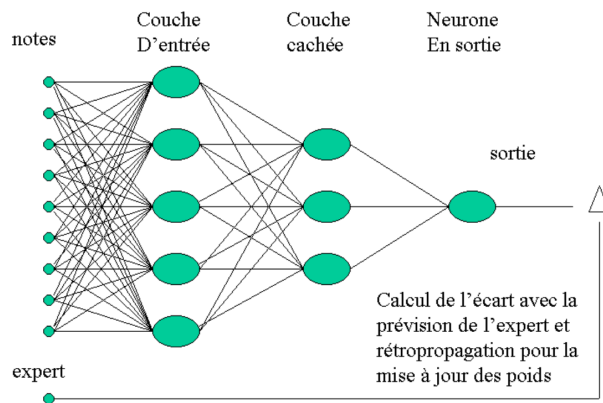 notes
Couche
D'entrée
Couche
cachée
Neurone
En sortie
sortie
Calcul de l'écart avec la
prévision de l'expert et
rétropropagation pour la
mise à jour des poids
expert